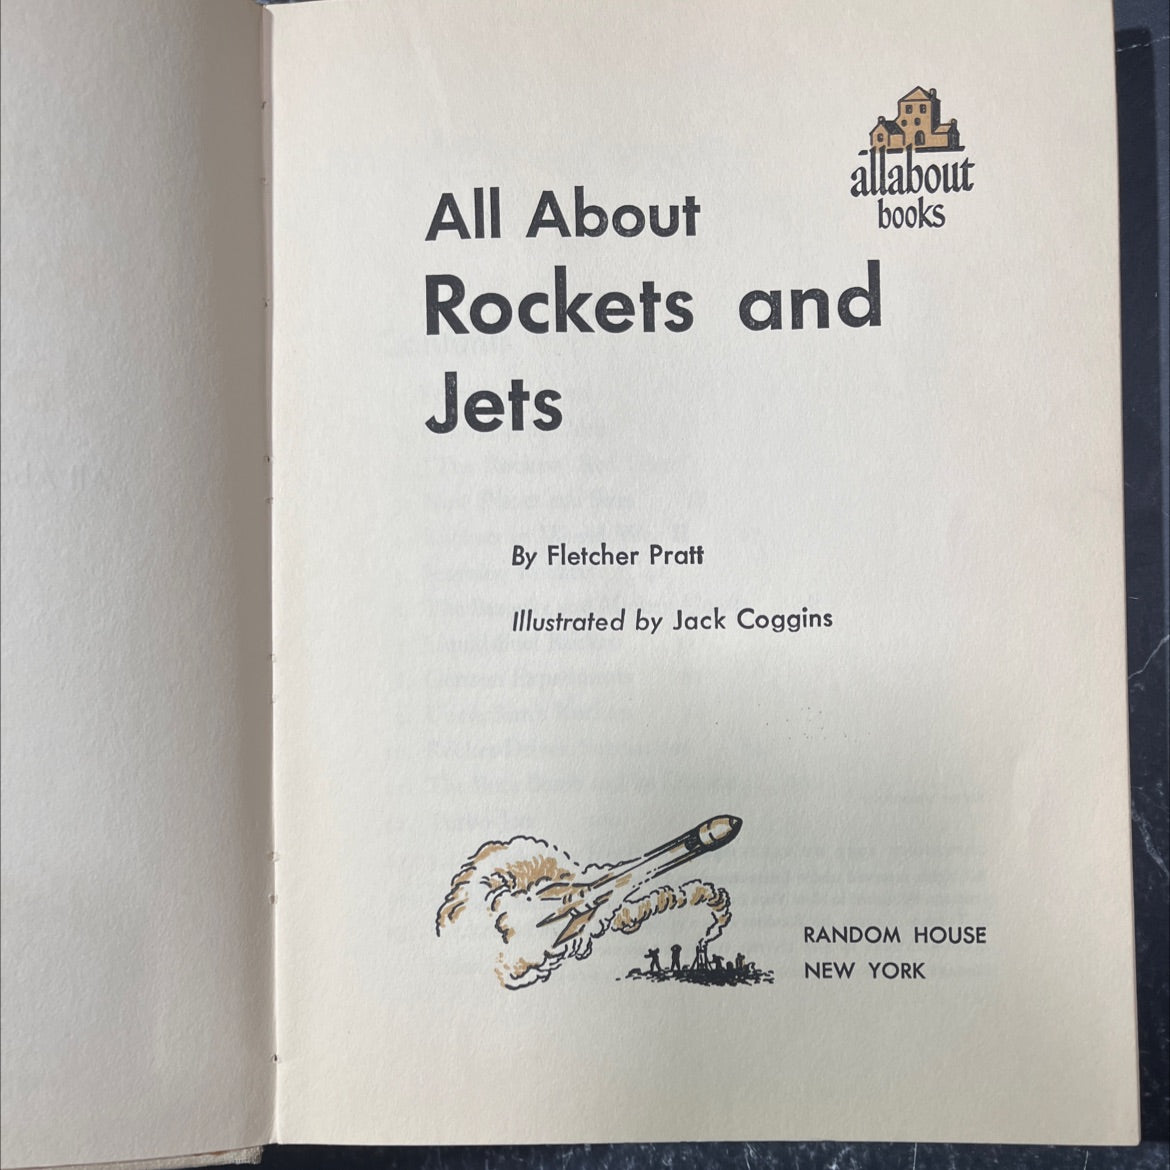 allabout
books
All About
Rockets and
Jets
By Fletcher Pratt
Illustrated by Jack Coggins
RANDOM HOUSE
NEW YORK